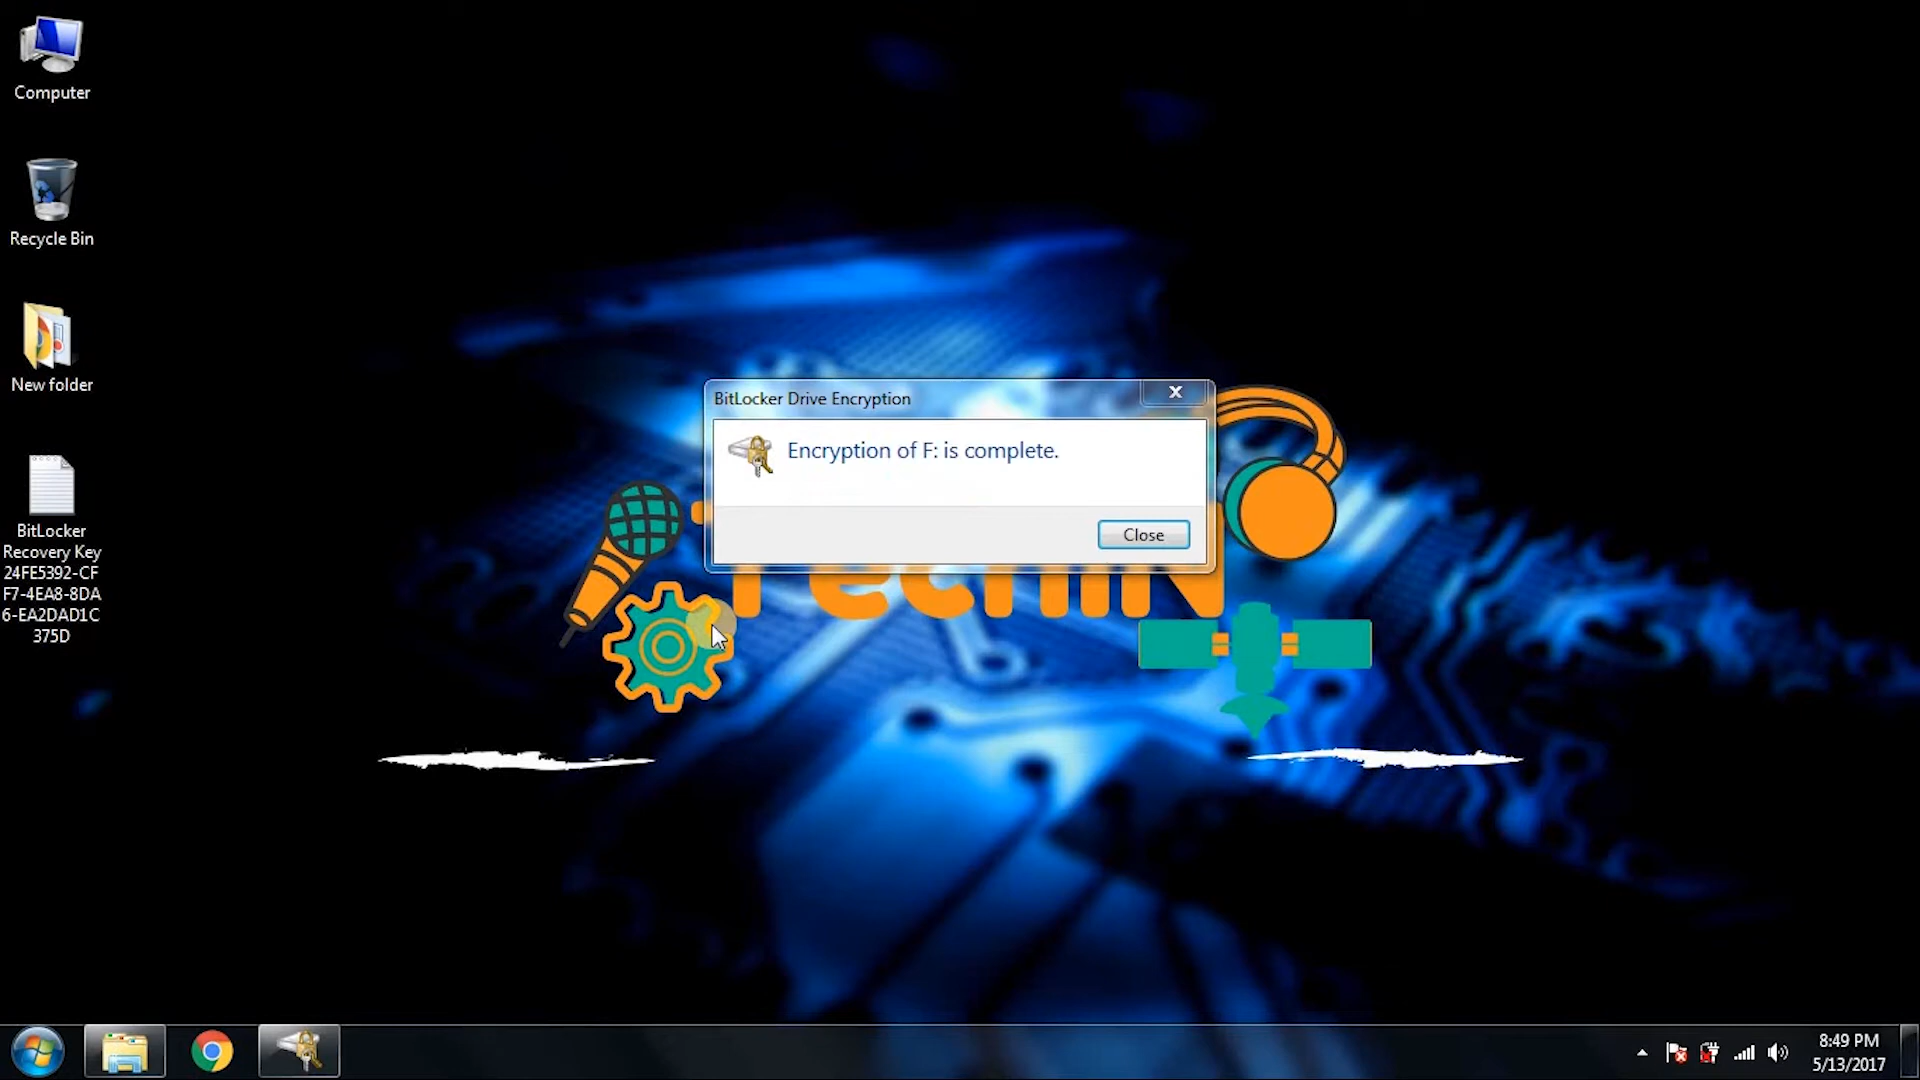 Computer
Recycle Bin
New folder
BitLocker
Recovery Key
24FE5392-CF
F7-4EA8-8DA
6-EA2DAD1C
375D
BitLocker Drive Encryption
Encryption of F: is complete.
Close
TechIN
8:49 PM
5/13/2017